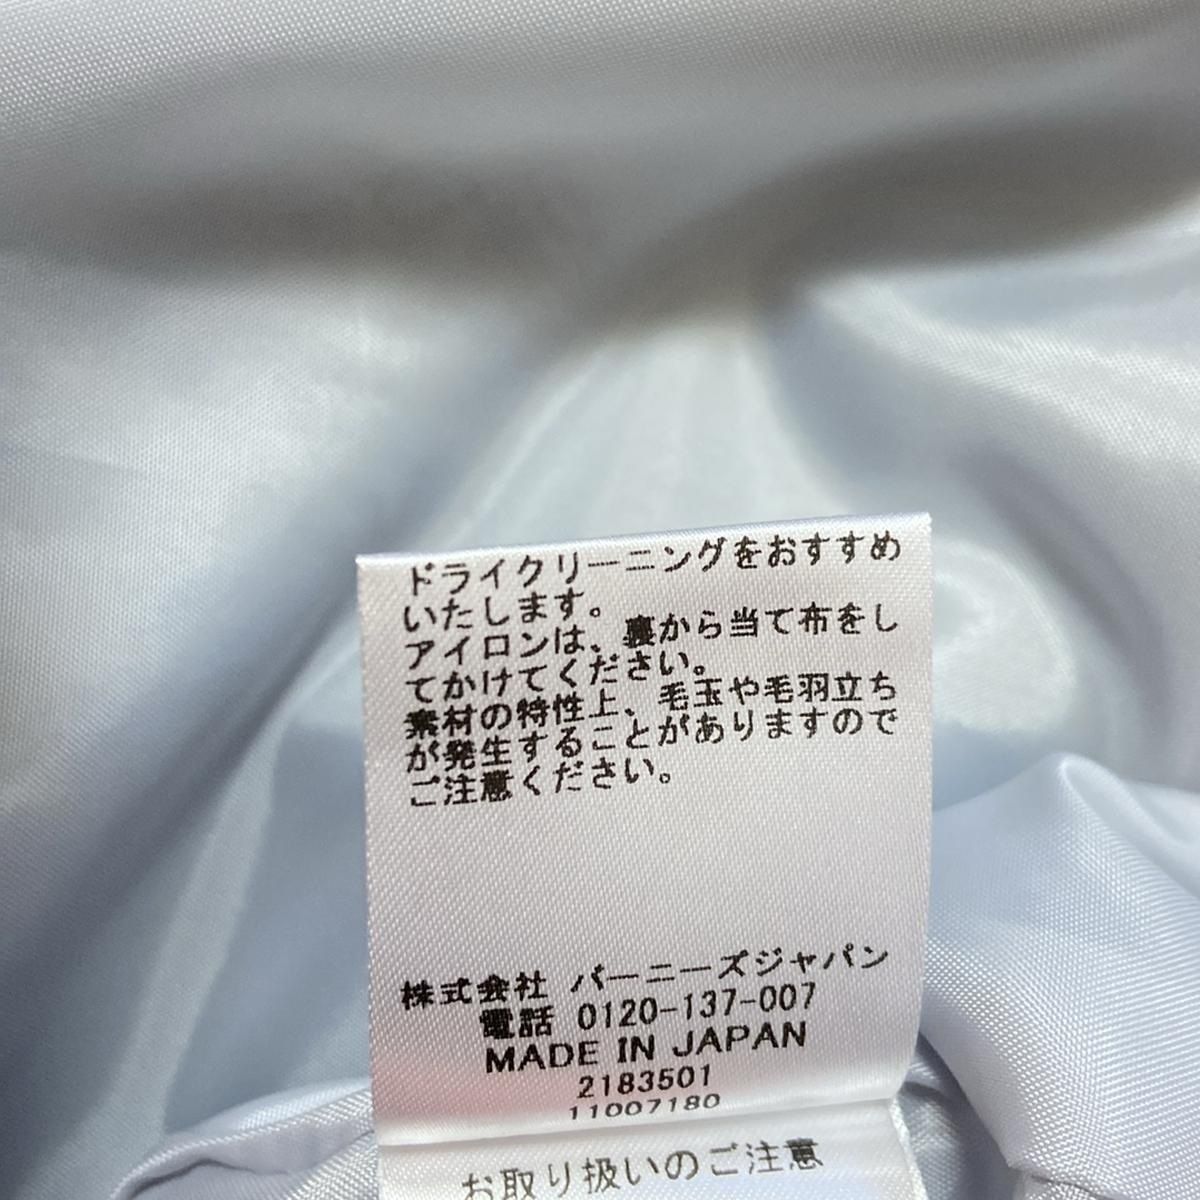 ドライクリーニングをおすすめ
いたします。
アイロンは、裏から当て布をし
てかけてください。
素材の特性上、毛玉や毛羽立ち
が発生することがありますので
ご注意ください。
株式会社 バーニーズジャパン
電話 0120-137-007
MADE IN JAPAN
2183501
11007180
お取り扱いのご注意